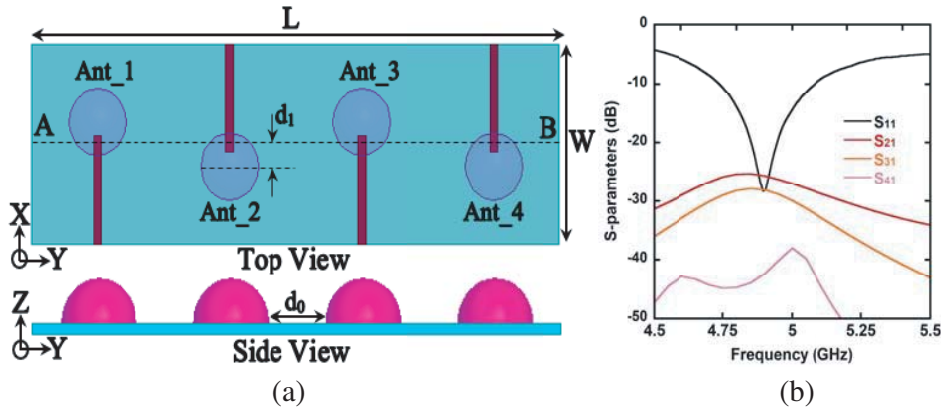 L
Ant_1
Ant_3
d₁
A
B
W
Ant_2
Ant_4
X
Y
Top View
Z
d₀
Y
Side View
(a)
0
-10
-20
-30
-40
-50
S-parameters (dB)
S₁₁
S₂₁
S₃₁
S₄₁
4.5
4.75
5
5.25
5.5
Frequency (GHz)
(b)